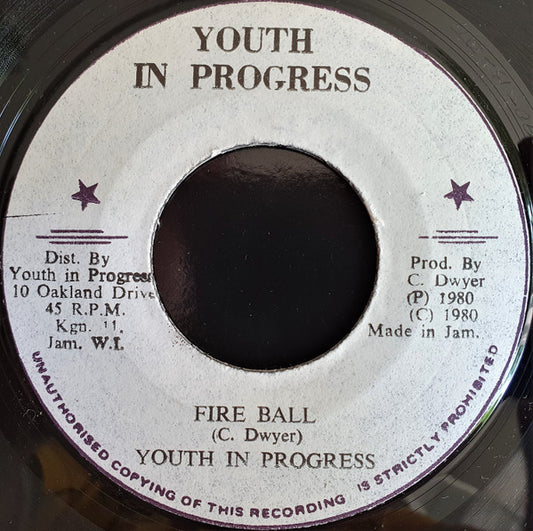 YOUTH
IN PROGRESS
Dist. By
Youth in Progress
10 Oakland Drive
45 R.P.M.
Kgn. 11.
Jam. W.I.
Prod. By
C. Dwyer
(P) 1980
(C) 1980
Made in Jam.
FIRE BALL
(C. Dwyer)
YOUTH IN PROGRESS
UNAUTHORISED COPYING OF THIS RECORDING IS STRICTLY PROHIBITED